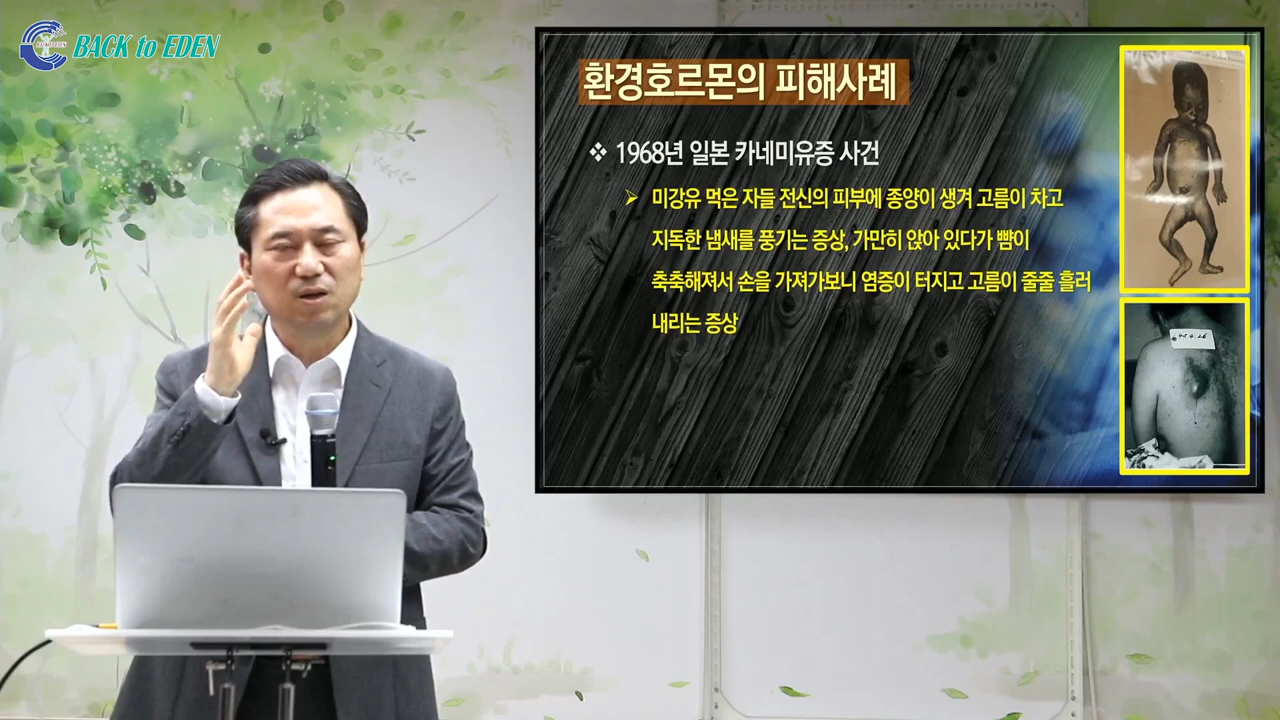 BACK to EDEN
환경호르몬의 피해사례
❖ 1968년 일본 카네미유증 사건
➢ 미강유 먹은 자들 전신의 피부에 종양이 생겨 고름이 차고
지독한 냄새를 풍기는 증상, 가만히 앉아 있다가 뺨이
축축해져서 손을 가져가보니 염증이 터지고 고름이 줄줄 흘러
내리는 증상